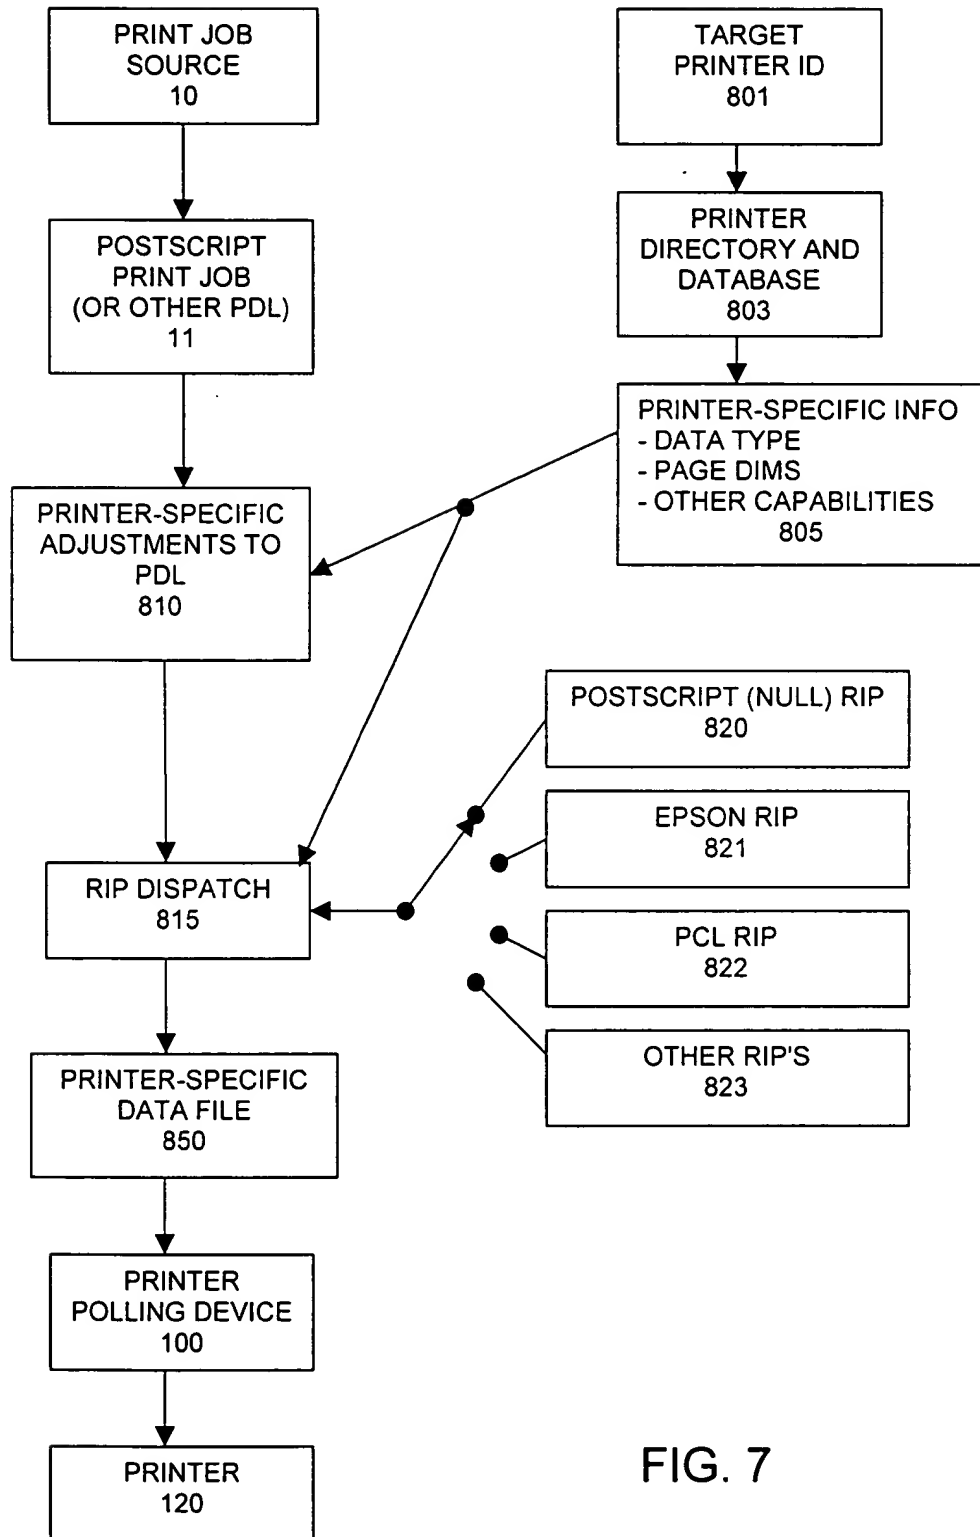 PRINT JOB
SOURCE
10
TARGET
PRINTER ID
801
POSTSCRIPT
PRINT JOB
(OR OTHER PDL)
11
PRINTER
DIRECTORY AND
DATABASE
803
PRINTER-SPECIFIC INFO
- DATA TYPE
- PAGE DIMS
- OTHER CAPABILITIES
805
PRINTER-SPECIFIC
ADJUSTMENTS TO
PDL
810
POSTSCRIPT (NULL) RIP
820
EPSON RIP
821
RIP DISPATCH
815
PCL RIP
822
OTHER RIP'S
823
PRINTER-SPECIFIC
DATA FILE
850
PRINTER
POLLING DEVICE
100
PRINTER
120
FIG. 7